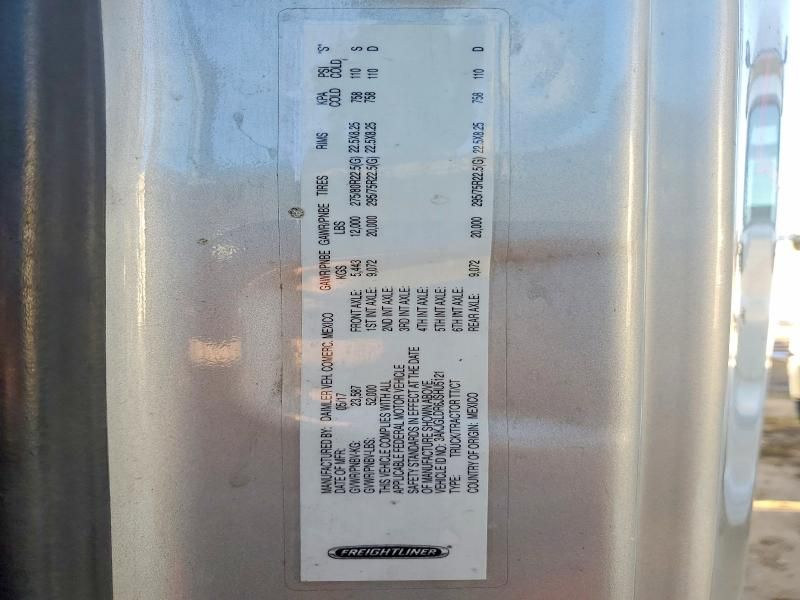 FREIGHTLINER
MANUFACTURED BY: DAIMLER VEH. COMERC. MEXICO
DATE OF MFR: 05/17
GVWR/PNBV-KG: 23,587
GVWR/PNBV-LBS: 52,000
THIS VEHICLE COMPLIES WITH ALL
APPLICABLE FEDERAL MOTOR VEHICLE
SAFETY STANDARDS IN EFFECT AT THE DATE
OF MANUFACTURE SHOWN ABOVE.
VEHICLE ID NO: 3AKJGLDR6JSHU5121
TYPE: TRUCK/TRACTOR TT/CT
COUNTRY OF ORIGIN: MEXICO
GAWR/PNBE KGS GAWR/PNBE LBS TIRES RIMS KPA COLD PSI COLD "S"
FRONT AXLE: 5,443 12,000 275/80R22.5(G) 22.5X8.25 758 110 S
1ST INT AXLE: 9,072 20,000 295/75R22.5(G) 22.5X8.25 758 110 D
2ND INT AXLE:
3RD INT AXLE:
4TH INT AXLE:
5TH INT AXLE:
6TH INT AXLE:
REAR AXLE: 9,072 20,000 295/75R22.5(G) 22.5X8.25 758 110 D